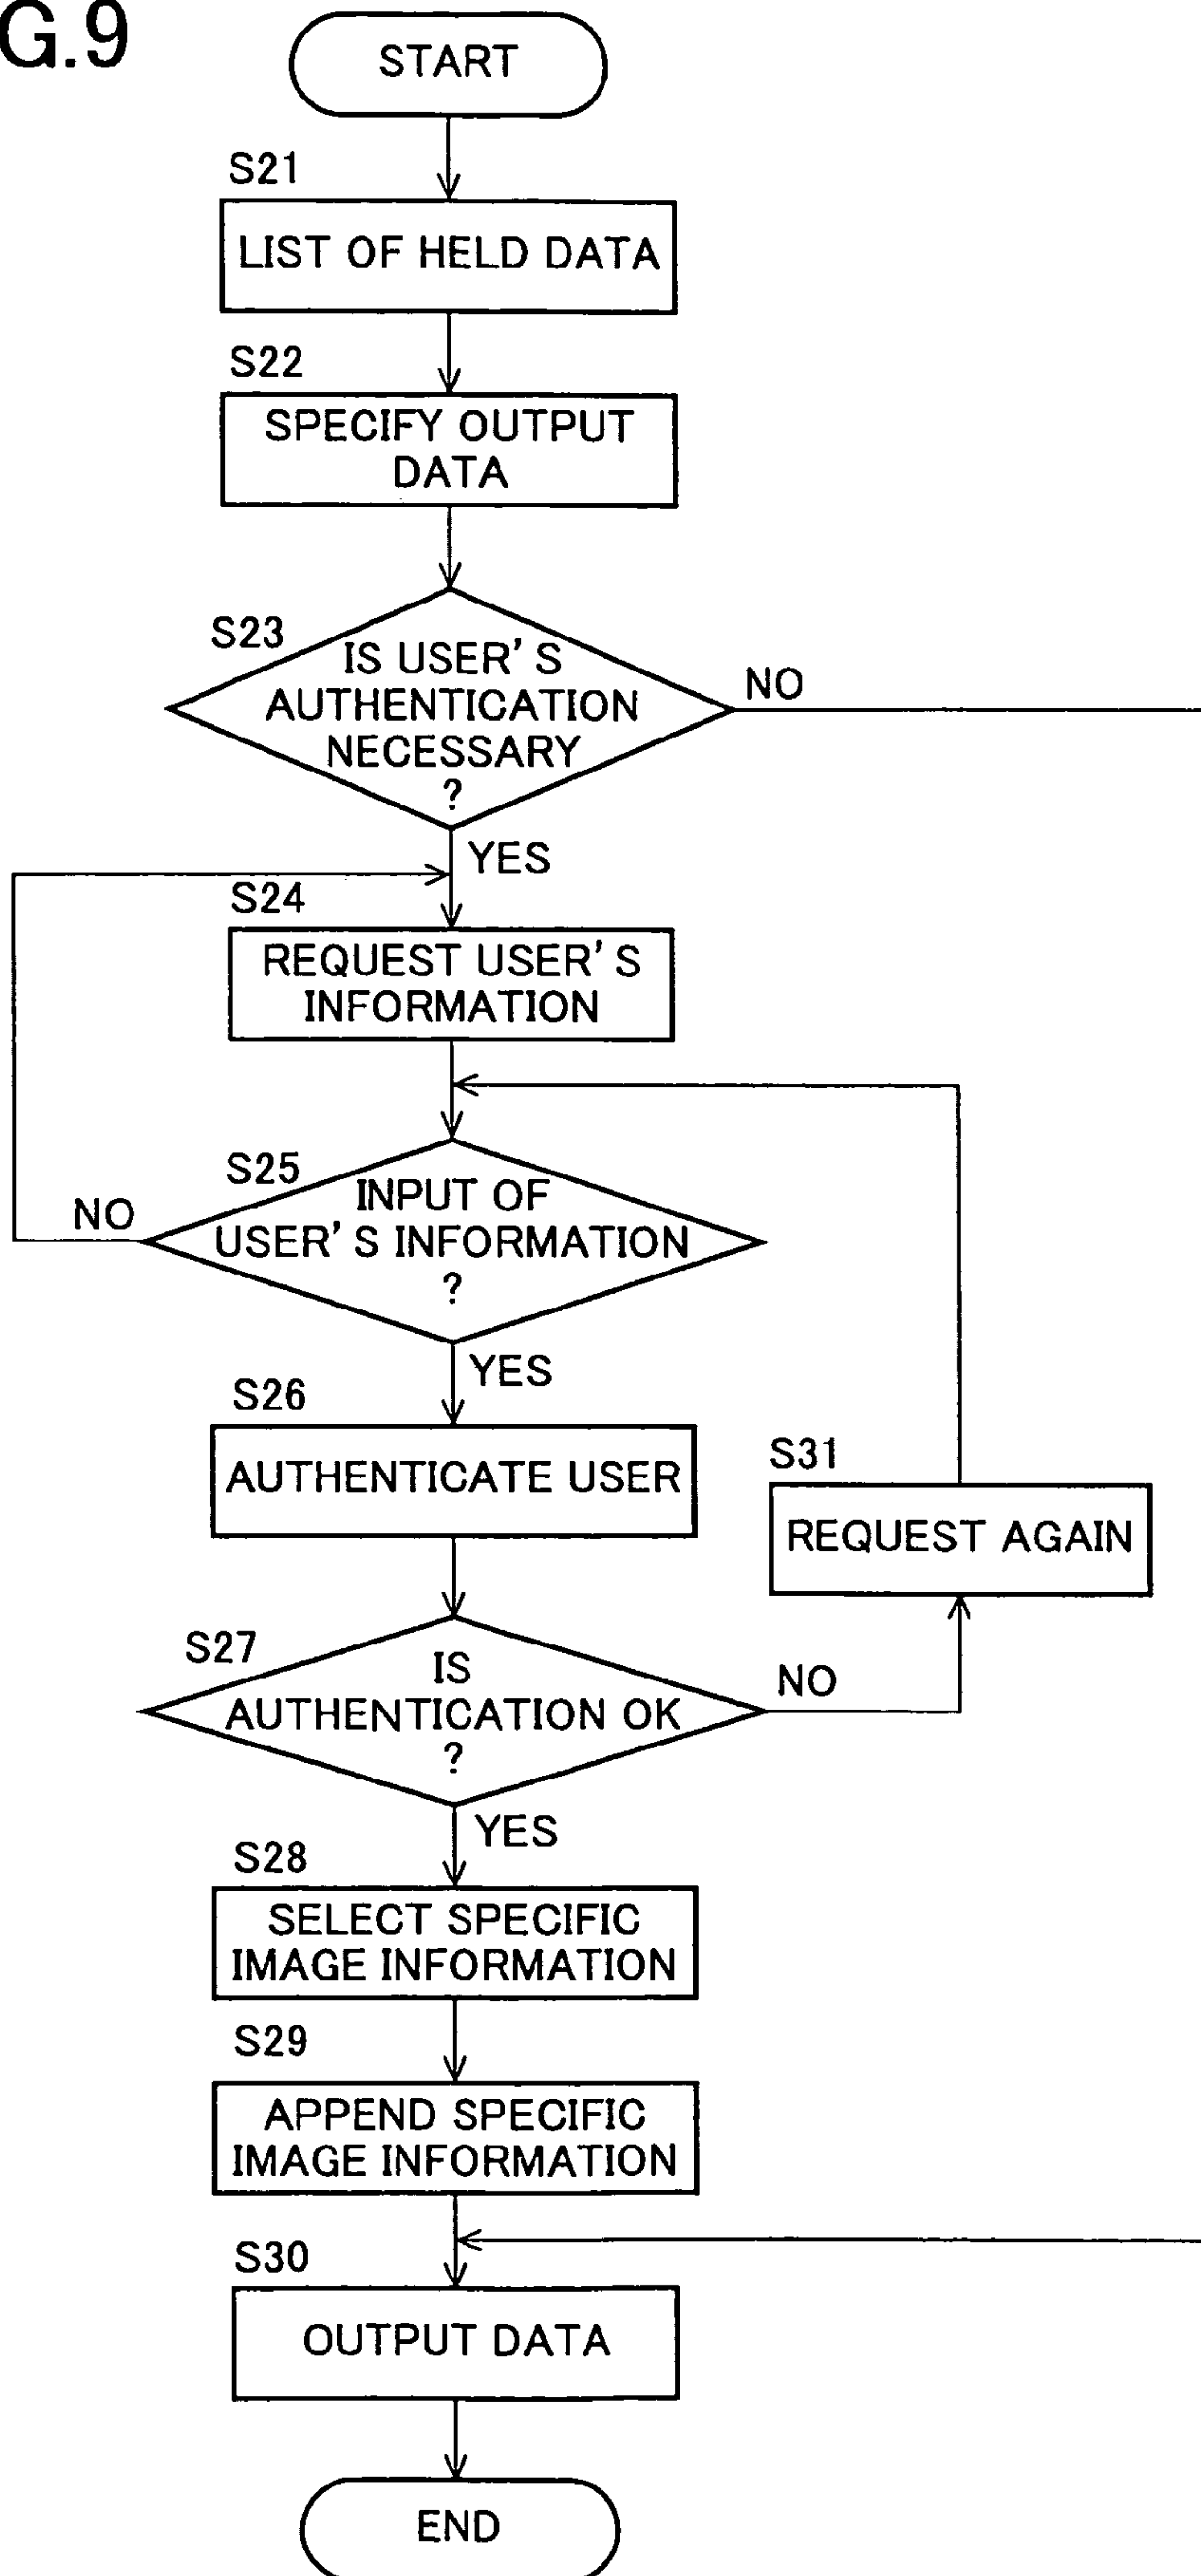 G.9
START
S21
LIST OF HELD DATA
S22
SPECIFY OUTPUT
DATA
S23
IS USER'S
AUTHENTICATION
NECESSARY
?
NO
YES
S24
REQUEST USER'S
INFORMATION
S25
INPUT OF
USER'S INFORMATION
?
NO
YES
S26
AUTHENTICATE USER
S31
REQUEST AGAIN
S27
IS
AUTHENTICATION OK
?
NO
YES
S28
SELECT SPECIFIC
IMAGE INFORMATION
S29
APPEND SPECIFIC
IMAGE INFORMATION
S30
OUTPUT DATA
END